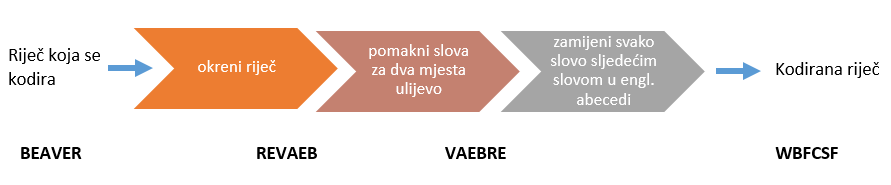 Riječ koja se
kodira
okreni riječ
pomakni slova
za dva mjesta
ulijevo
zamijeni svako
slovo sljedećim
slovom u engl.
abecedi
Kodirana riječ
BEAVER
REVAEB
VAEBRE
WBFCSF